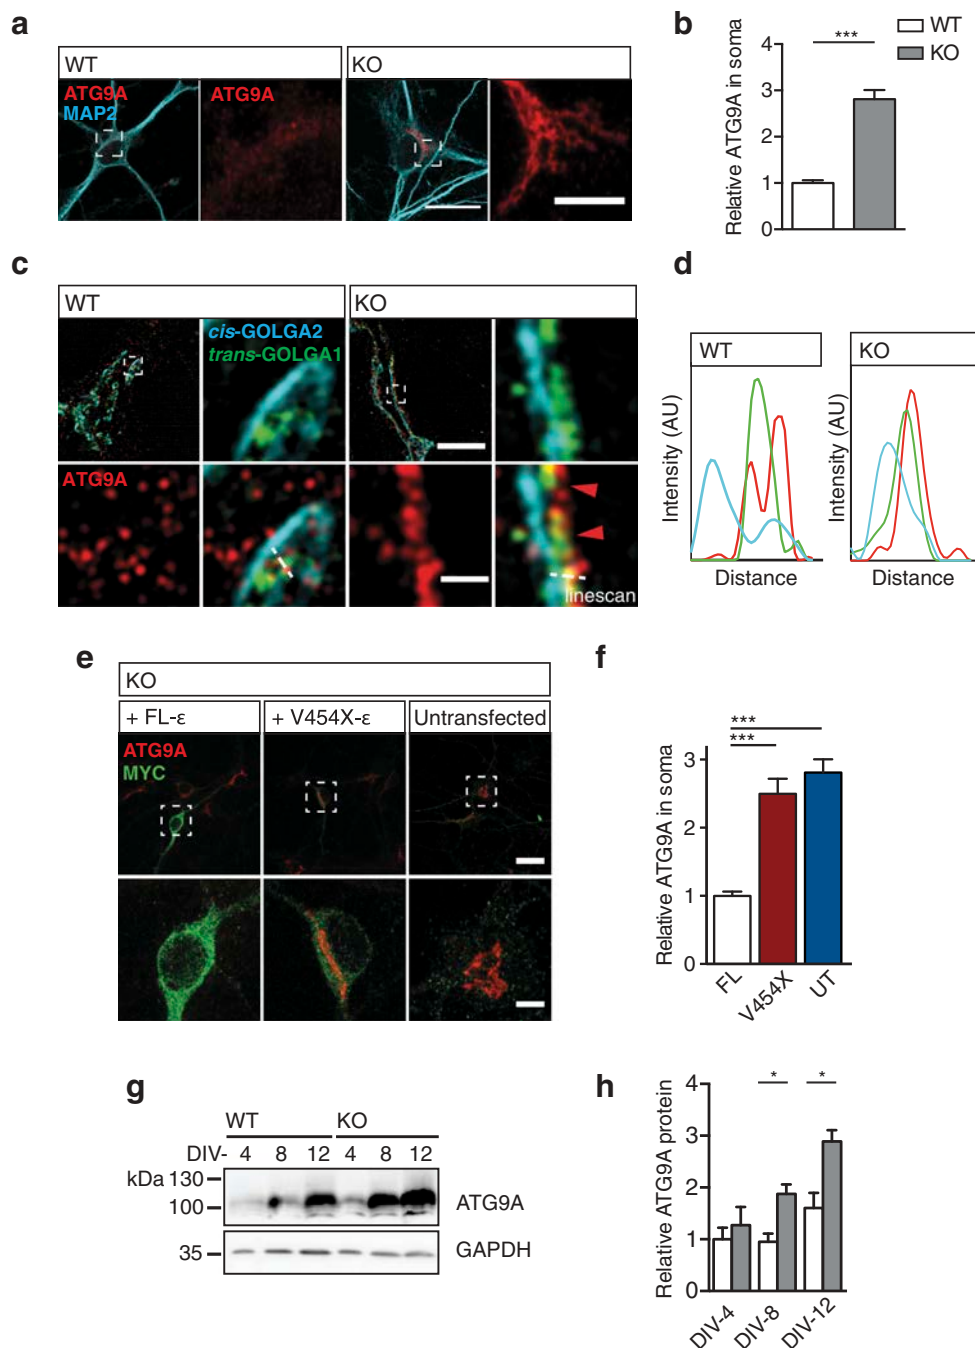 a
WT
KO
ATG9A
MAP2
ATG9A
b
WT
KO
***
Relative ATG9A in soma
4
3
2
1
0
c
WT
KO
cis-GOLGA2
trans-GOLGA1
ATG9A
linescan
d
WT
KO
Intensity (AU)
Intensity (AU)
Distance
Distance
e
KO
+ FL-ε
+ V454X-ε
Untransfected
ATG9A
MYC
f
***
***
Relative ATG9A in soma
3
2
1
0
FL
V454X
UT
g
WT
KO
DIV- 4 8 12 4 8 12
kDa 130
100
ATG9A
35
GAPDH
h
* *
Relative ATG9A protein
4
3
2
1
0
DIV-4
DIV-8
DIV-12